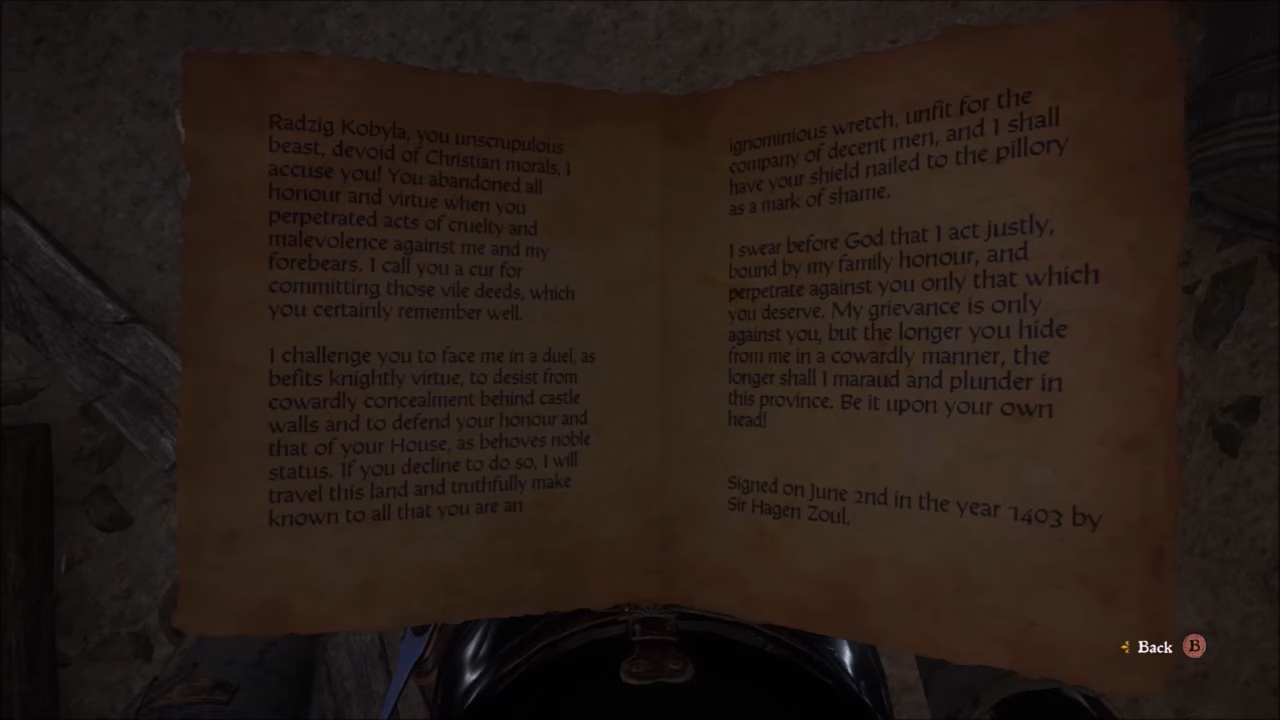 Radzig Kobyla, you unscrupulous
beast, devoid of Christian morals, I
accuse you! You abandoned all
honour and virtue when you
perpetrated acts of cruelty and
malevolence against me and my
forebears. I call you a cur for
committing those vile deeds, which
you certainly remember well.
I challenge you to face me in a duel, as
befits knightly virtue, to desist from
cowardly concealment behind castle
walls and to defend your honour and
that of your House, as behoves noble
status. If you decline to do so, I will
travel this land and truthfully make
known to all that you are an
ignominious wretch, unfit for the
company of decent men, and I shall
have your shield nailed to the pillory
as a mark of shame.
I swear before God that I act justly,
bound by my family honour, and
perpetrate against you only that which
you deserve. My grievance is only
against you, but the longer you hide
from me in a cowardly manner, the
longer shall I maraud and plunder in
this province. Be it upon your own
head!
Signed on June 2nd in the year 1403 by
Sir Hagen Zoul.
Back B